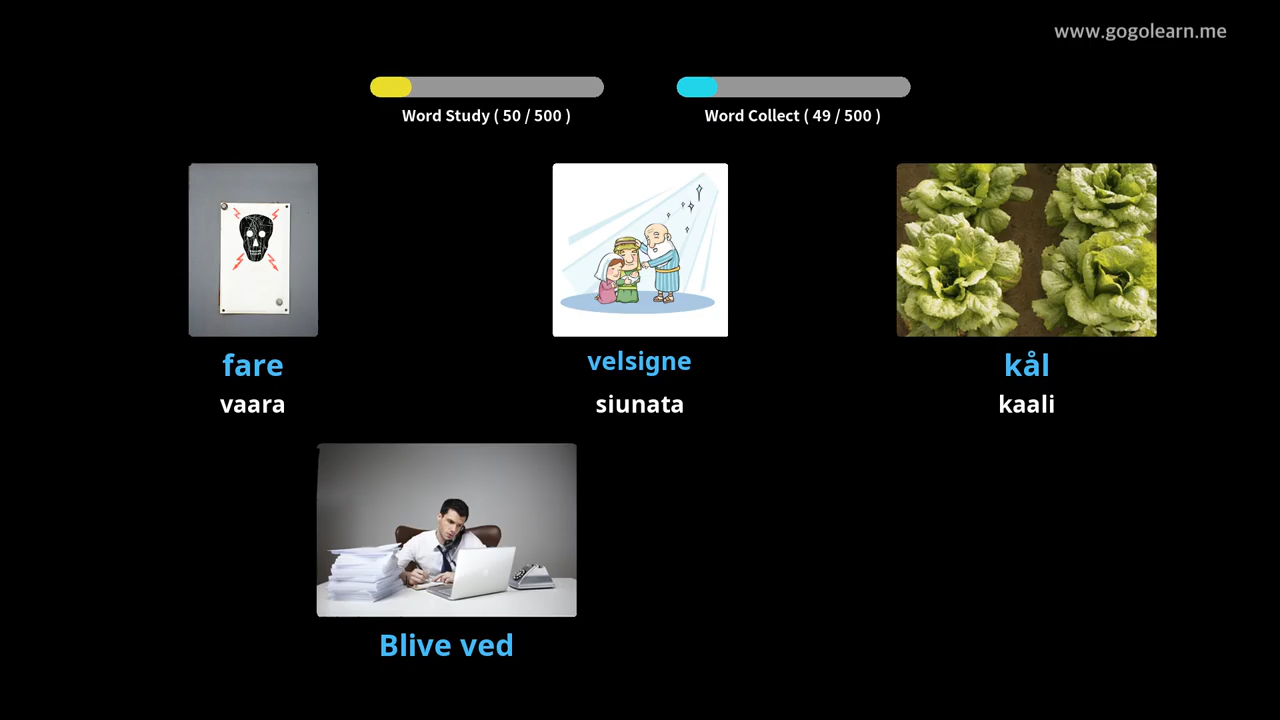 www.gogolearn.me
Word Study ( 50 / 500 )
Word Collect ( 49 / 500 )
fare
vaara
velsigne
siunata
kål
kaali
Blive ved